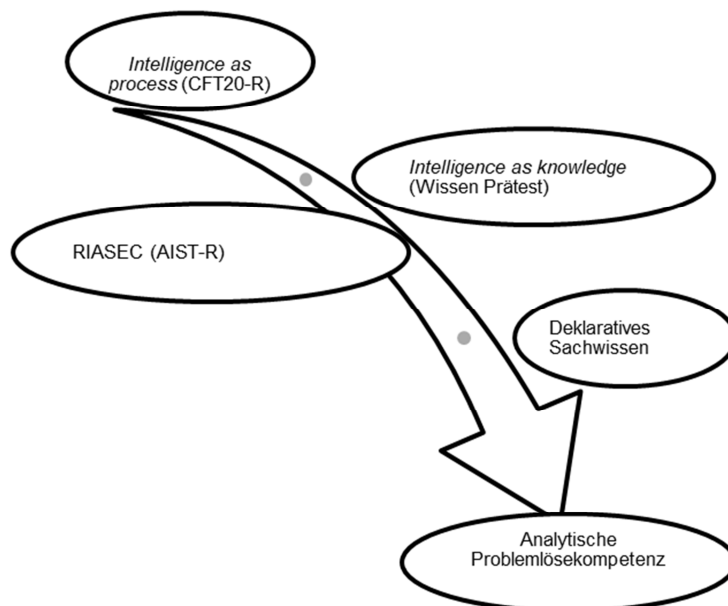 Intelligence as
process (CFT20-R)
Intelligence as knowledge
(Wissen Prätest)
RIASEC (AIST-R)
Deklaratives
Sachwissen
Analytische
Problemlösekompetenz